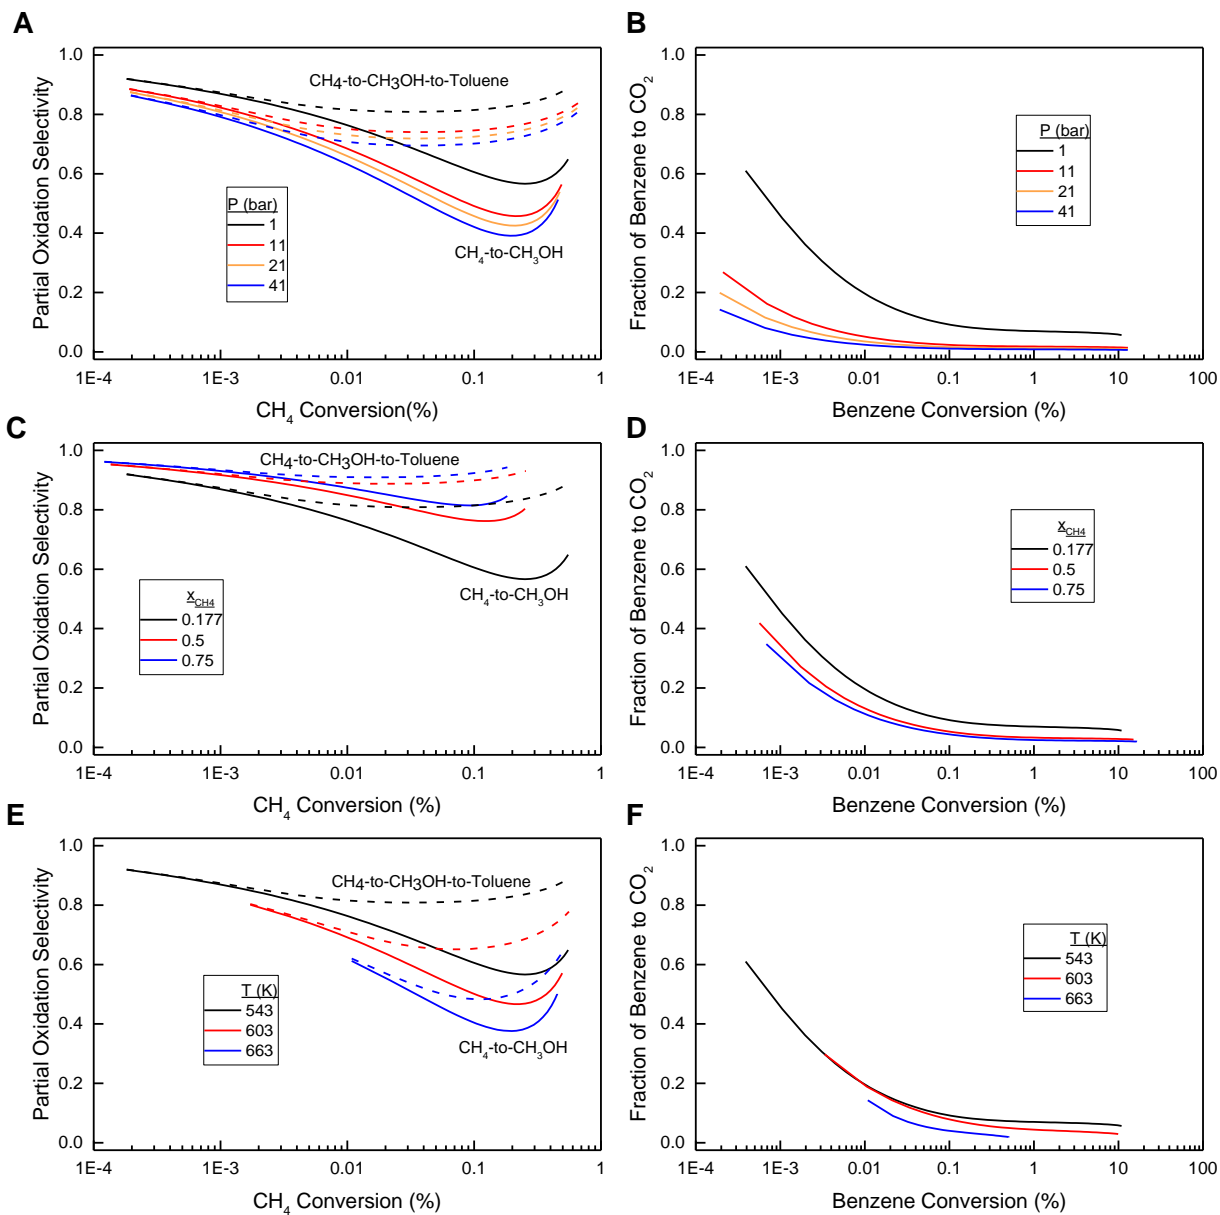 A
Partial Oxidation Selectivity
1.0
0.8
0.6
0.4
0.2
0.0
CH4-to-CH3OH-to-Toluene
P (bar)
1
11
21
41
CH4-to-CH3OH
1E-4
1E-3
0.01
0.1
1
CH4 Conversion(%)
B
Fraction of Benzene to CO2
1.0
0.8
0.6
0.4
0.2
0.0
P (bar)
1
11
21
41
1E-4
1E-3
0.01
0.1
1
10
100
Benzene Conversion (%)
C
Partial Oxidation Selectivity
1.0
0.8
0.6
0.4
0.2
0.0
CH4-to-CH3OH-to-Toluene
xCH4
0.177
0.5
0.75
CH4-to-CH3OH
1E-4
1E-3
0.01
0.1
1
CH4 Conversion (%)
D
Fraction of Benzene to CO2
1.0
0.8
0.6
0.4
0.2
0.0
xCH4
0.177
0.5
0.75
1E-4
1E-3
0.01
0.1
1
10
100
Benzene Conversion (%)
E
Partial Oxidation Selectivity
1.0
0.8
0.6
0.4
0.2
0.0
CH4-to-CH3OH-to-Toluene
T (K)
543
603
663
CH4-to-CH3OH
1E-4
1E-3
0.01
0.1
1
CH4 Conversion (%)
F
Fraction of Benzene to CO2
1.0
0.8
0.6
0.4
0.2
0.0
T (K)
543
603
663
1E-4
1E-3
0.01
0.1
1
10
100
Benzene Conversion (%)